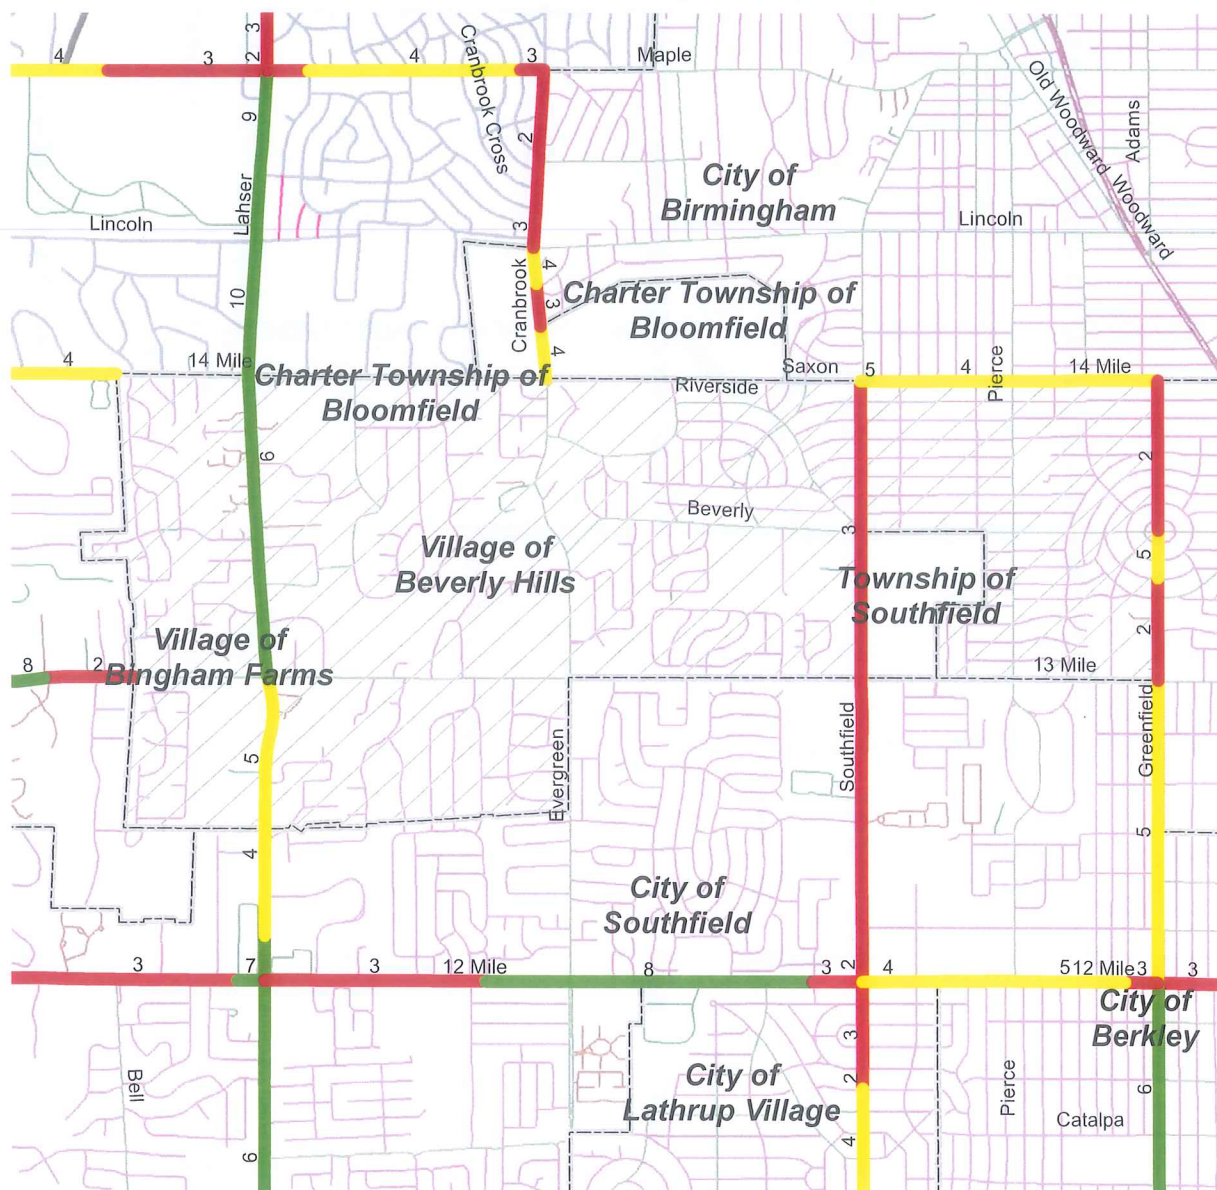 3
4
3
2
4
3
Maple
Cranbrook Cross
Old Woodward
Adams
9
2
City of
Birmingham
Woodward
Lahser
Lincoln
3
Lincoln
4
Cranbrook
10
3
Charter Township of
Bloomfield
4
4
14 Mile
Charter Township of
Bloomfield
Riverside
Saxon
5
4
Pierce
14 Mile
6
2
Beverly
3
Village of
Beverly Hills
5
Township of
Southfield
Village of
Bingham Farms
8
2
2
13 Mile
Southfield
Greenfield
5
Evergreen
4
5
City of
Southfield
3
7
3
12 Mile
8
3
2
4
5
12 Mile
3
3
City of
Berkley
3
Bell
City of
Lathrup Village
2
Pierce
6
Catalpa
4
6